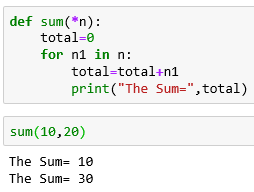 def sum(*n):
    total=0
    for n1 in n:
        total=total+n1
        print("The Sum=",total)
sum(10,20)
The Sum= 10
The Sum= 30